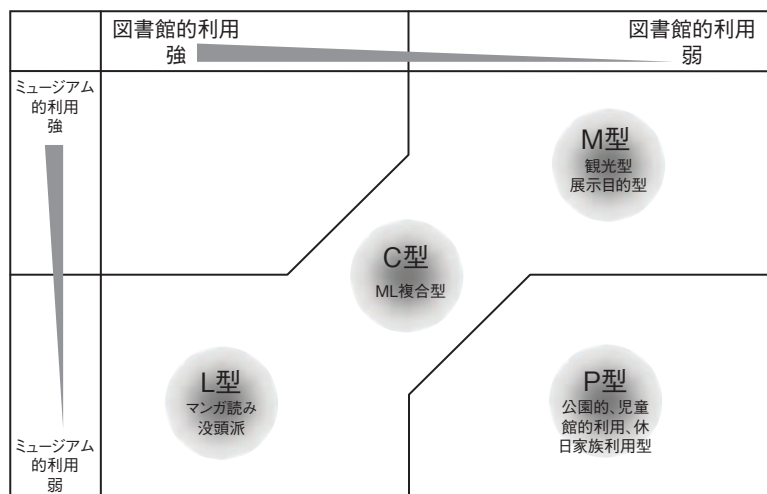 図書館的利用
強
図書館的利用
弱
ミュージアム
的利用
強
M型
観光型
展示目的型
C型
ML複合型
L型
マンガ読み
没頭派
P型
公園的、児童
館的利用、休
日家族利用型
ミュージアム
的利用
弱